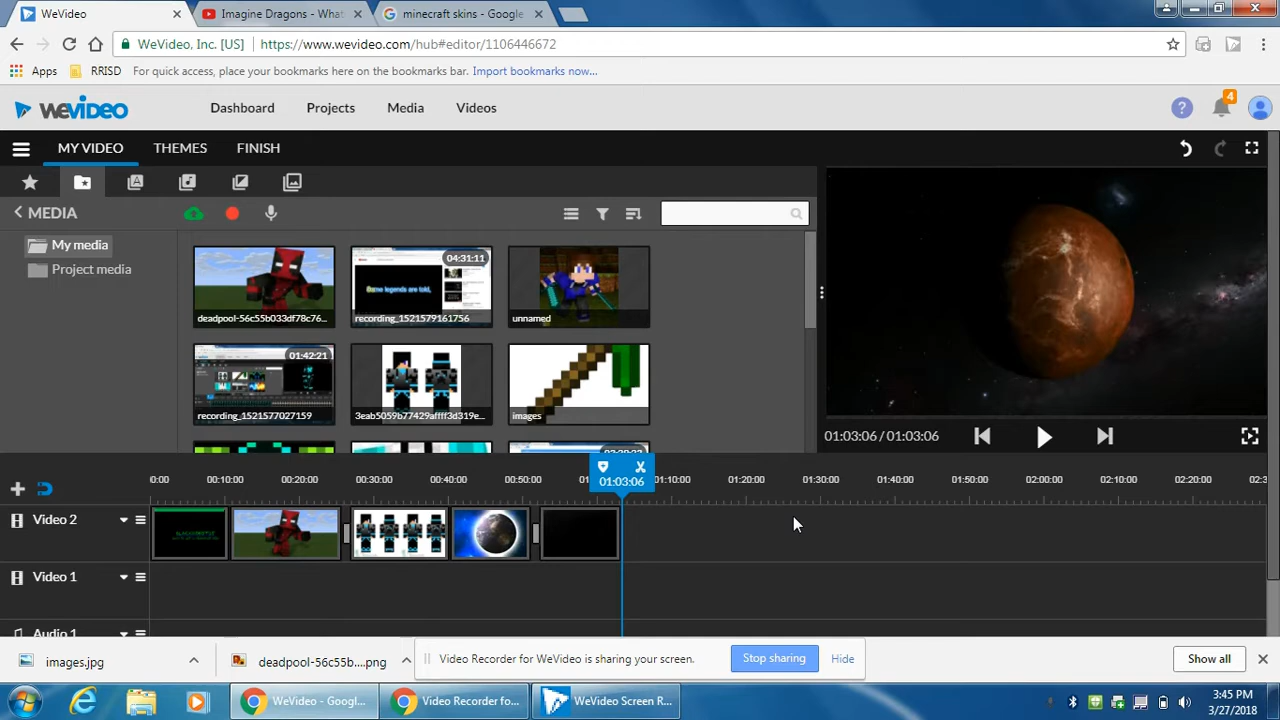 WeVideo
Imagine Dragons - What
minecraft skins - Google
WeVideo, Inc. [US]
https://www.wevideo.com/hub#editor/1106446672
Apps
RRISD
For quick access, place your bookmarks here on the bookmarks bar. Import bookmarks now...
WEVIDEO
Dashboard
Projects
Media
Videos
?
4
MY VIDEO
THEMES
FINISH
MEDIA
My media
Project media
deadpool-56c55b033df78c76...
04:31:11
recording_1521579161756
unnamed
01:42:21
recording_1521577027159
3eab5059b77429affff3d319e...
images
01:03:06 / 01:03:06
01:03:06
0:00
00:10:00
00:20:00
00:30:00
00:40:00
00:50:00
01:10:00
01:20:00
01:30:00
01:40:00
01:50:00
02:00:00
02:10:00
02:20:00
02:3
Video 2
Video 1
Audio 1
images.jpg
deadpool-56c55b....png
Video Recorder for WeVideo is sharing your screen.
Stop sharing
Hide
Show all
WeVideo - Googl...
Video Recorder fo...
WeVideo Screen R...
3:45 PM
3/27/2018